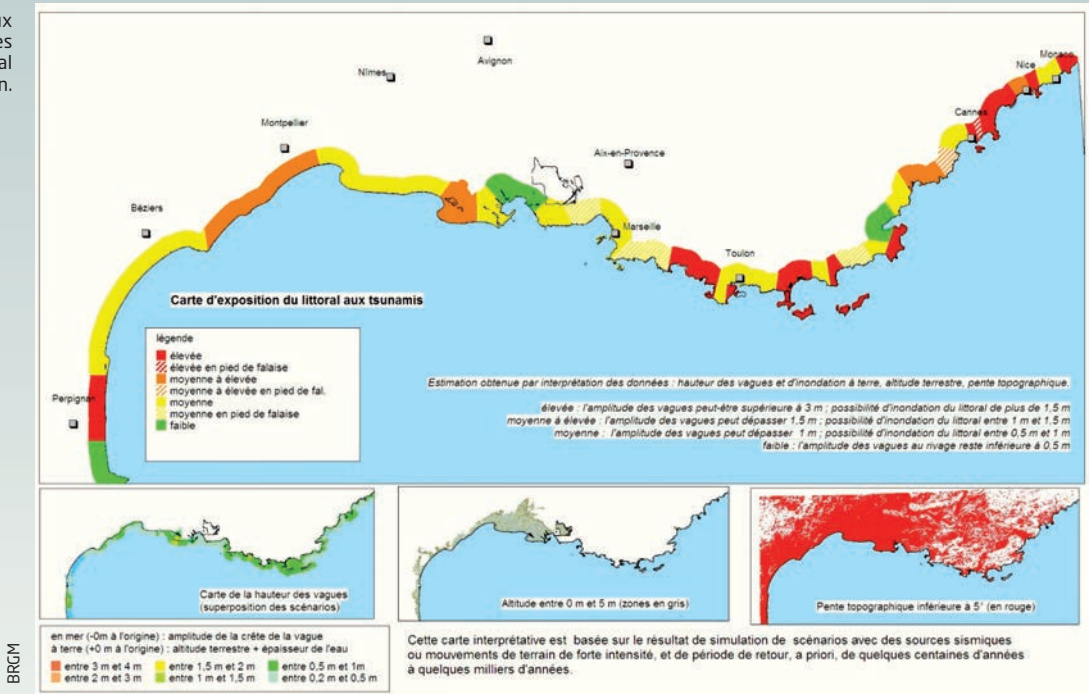 ux
es
al
n.
Avignon
Nîmes
Monaco
Nice
Cannes
Montpellier
Aix-en-Provence
Béziers
Marseille
Toulon
Carte d'exposition du littoral aux tsunamis
légende
élevée
élevée en pied de falaise
moyenne à élevée
moyenne à élevée en pied de fal.
moyenne
moyenne en pied de falaise
faible
Perpignan
Estimation obtenue par interprétation des données : hauteur des vagues et d'inondation à terre, altitude terrestre, pente topographique.
élevée : l'amplitude des vagues peut-être supérieure à 3 m ; possibilité d'inondation du littoral de plus de 1,5 m
moyenne à élevée : l'amplitude des vagues peut dépasser 1,5 m ; possibilité d'inondation du littoral entre 1 m et 1,5 m
moyenne : l'amplitude des vagues peut dépasser 1 m ; possibilité d'inondation du littoral entre 0,5 m et 1 m
faible : l'amplitude des vagues au rivage reste inférieure à 0,5 m
Carte de la hauteur des vagues
(superposition des scénarios)
Altitude entre 0 m et 5 m (zones en gris)
Pente topographique inférieure à 5° (en rouge)
en mer (-0m à l'origine) : amplitude de la crête de la vague
à terre (+0 m à l'origine) : altitude terrestre + épaisseur de l'eau
entre 3 m et 4 m entre 1,5 m et 2 m entre 0,5 m et 1m
entre 2 m et 3 m entre 1 m et 1,5 m entre 0,2 m et 0,5 m
Cette carte interprétative est basée sur le résultat de simulation de scénarios avec des sources sismiques
ou mouvements de terrain de forte intensité, et de période de retour, a priori, de quelques centaines d'années
à quelques milliers d'années.
BRGM